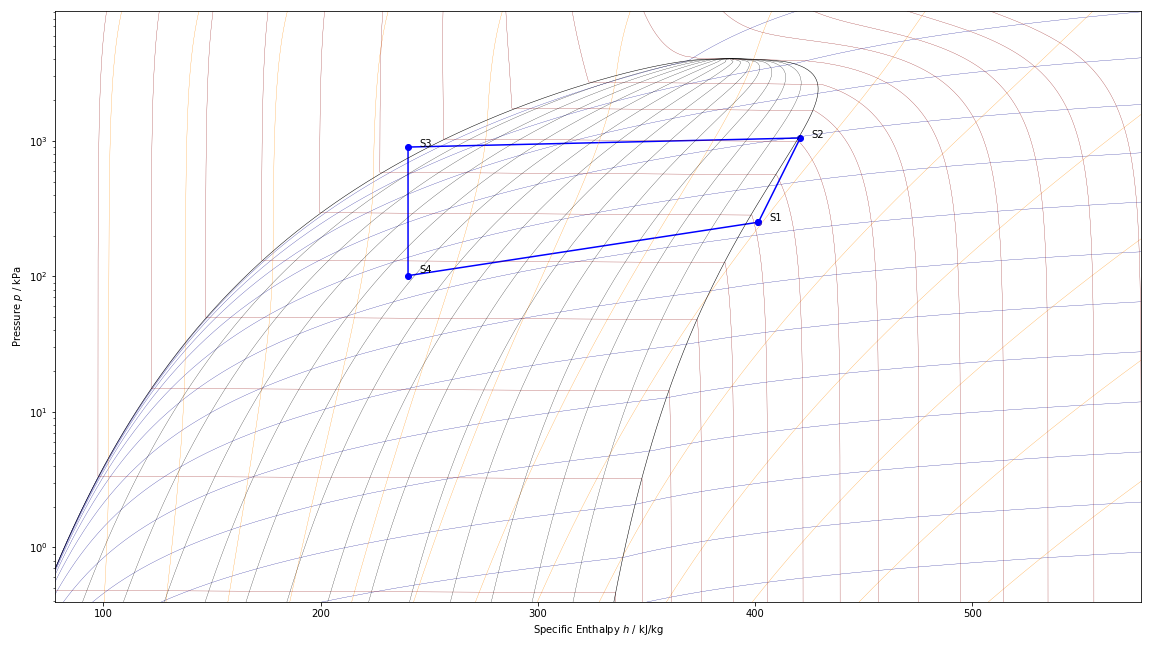 Pressure p / kPa
10³
10²
10¹
10⁰
S3
S2
S1
S4
100
200
300
400
500
Specific Enthalpy h / kJ/kg